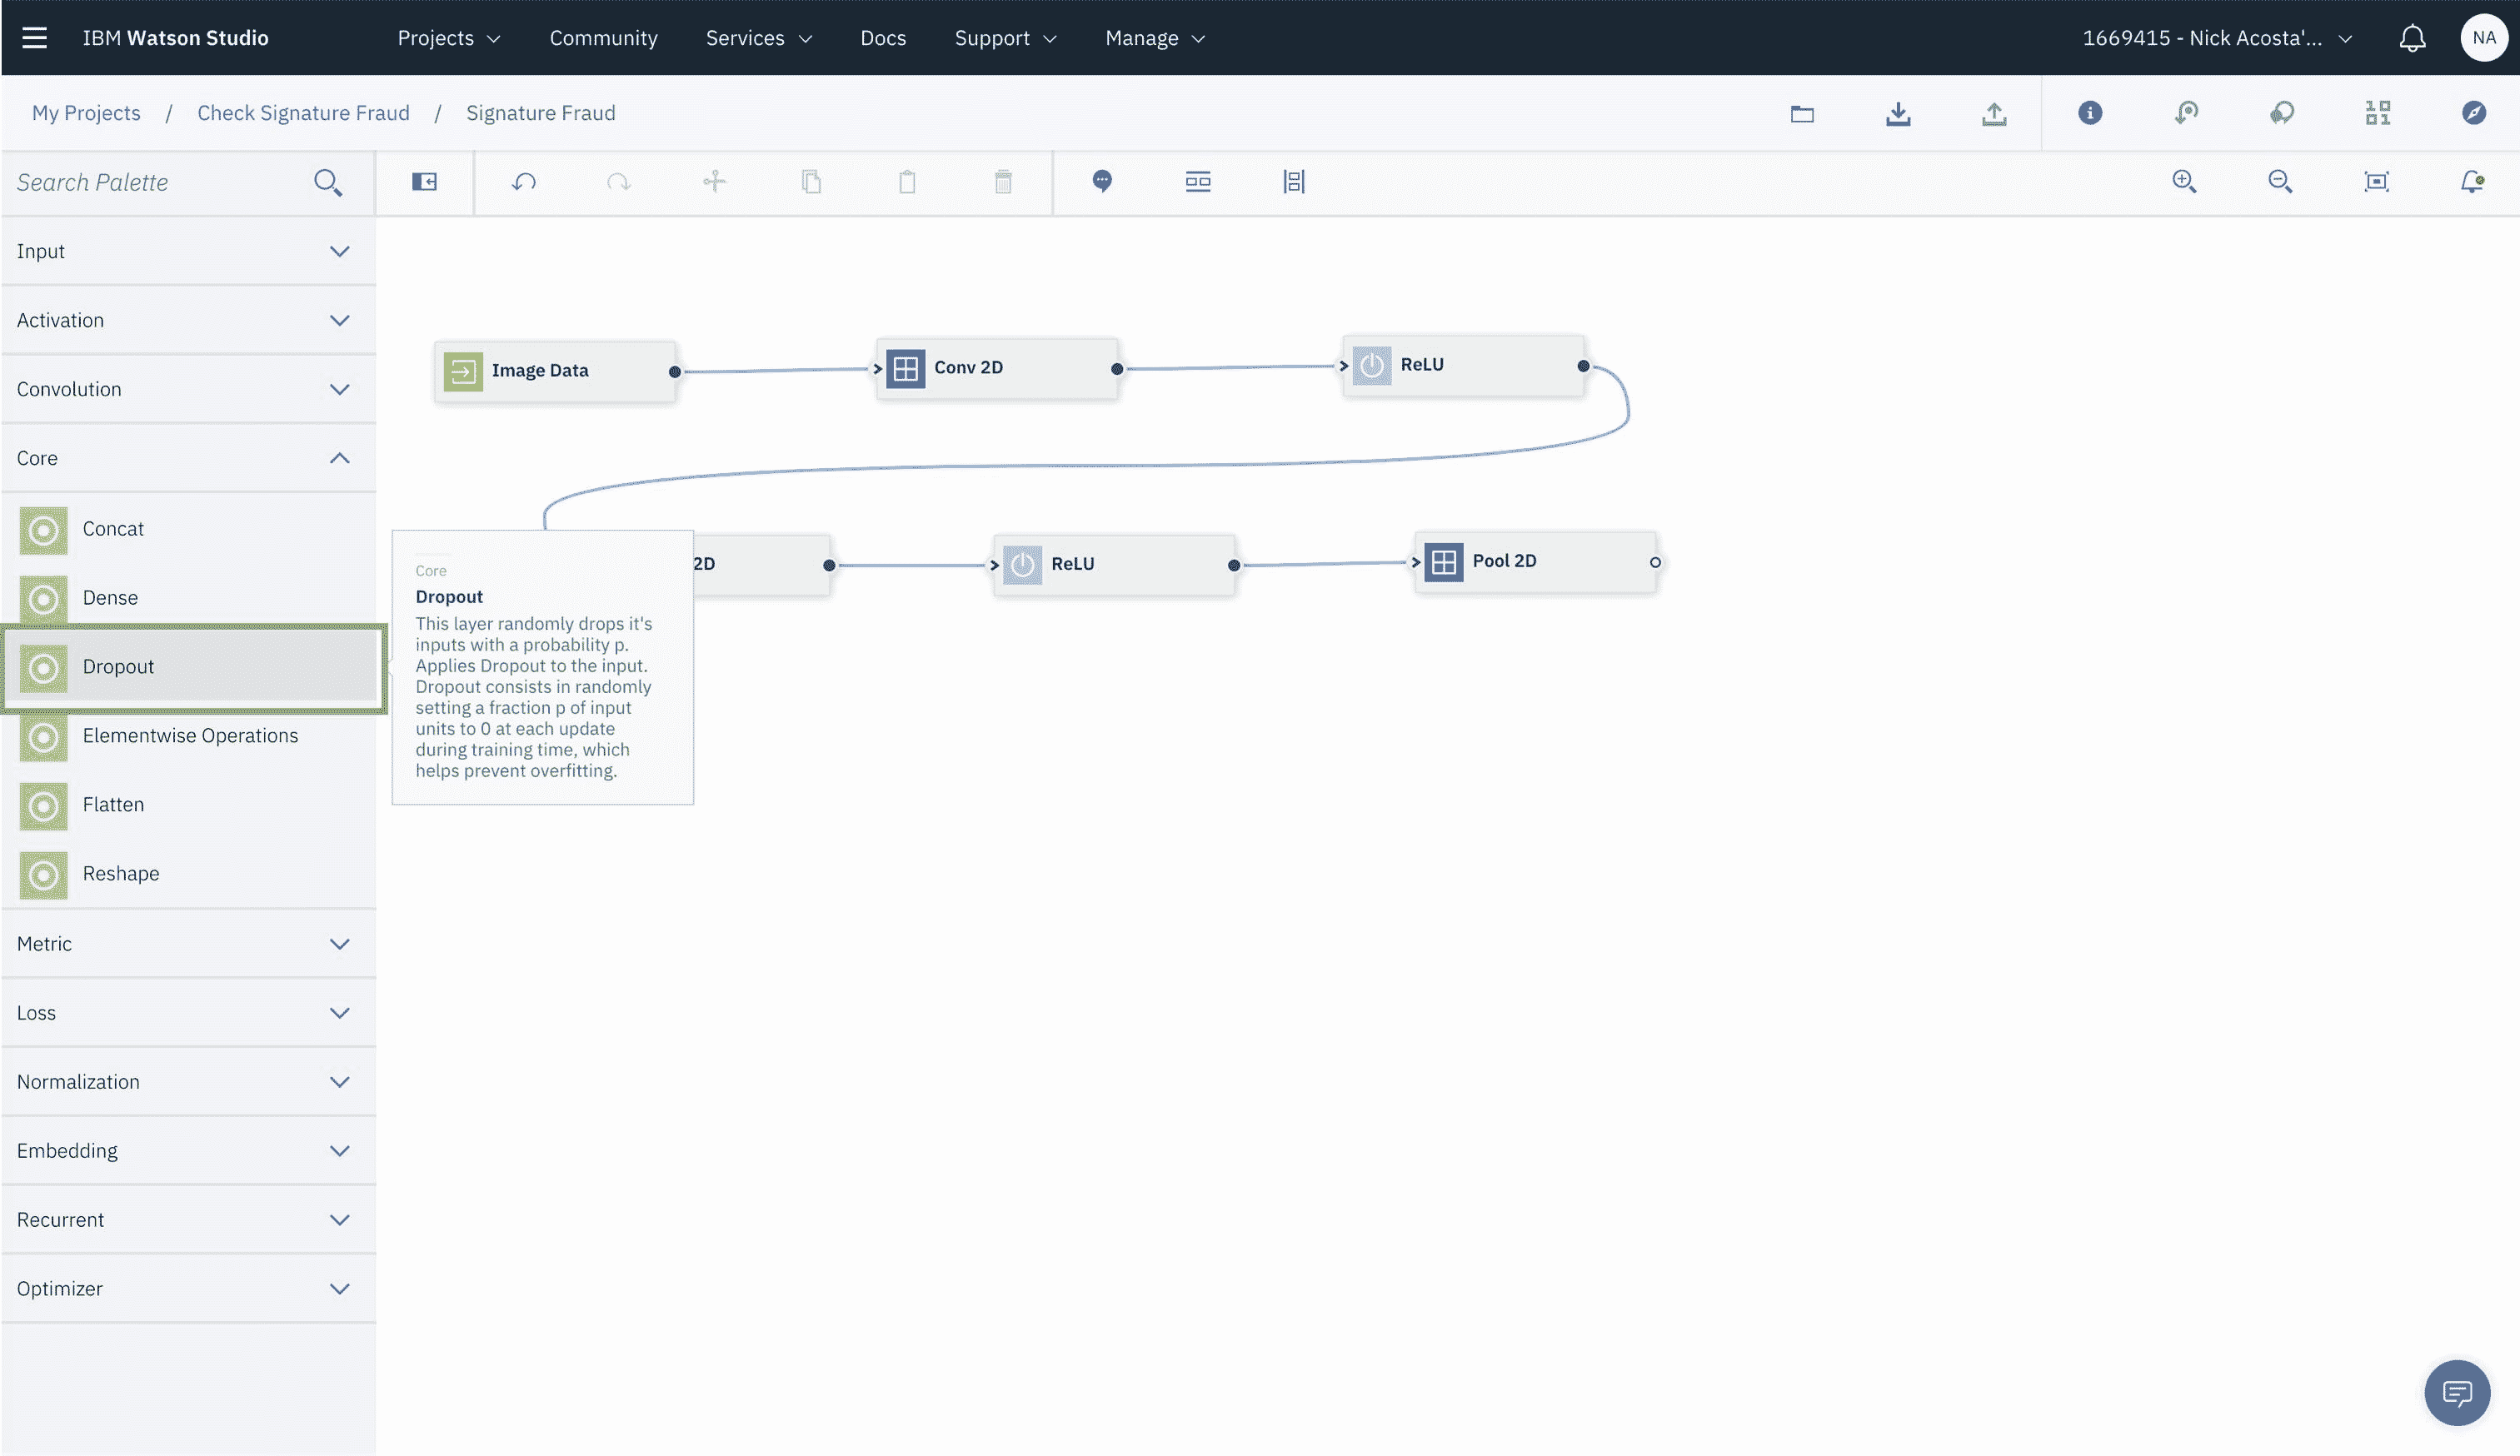 IBM Watson Studio
Projects
Community
Services
Docs
Support
Manage
1669415 - Nick Acosta'...
NA
My Projects / Check Signature Fraud / Signature Fraud
Search Palette
Input
Activation
Convolution
Core
Concat
Dense
Dropout
Elementwise Operations
Flatten
Reshape
Metric
Loss
Normalization
Embedding
Recurrent
Optimizer
Image Data
Conv 2D
ReLU
2D
ReLU
Pool 2D
Core
Dropout
This layer randomly drops it's
inputs with a probability p.
Applies Dropout to the input.
Dropout consists in randomly
setting a fraction p of input
units to 0 at each update
during training time, which
helps prevent overfitting.